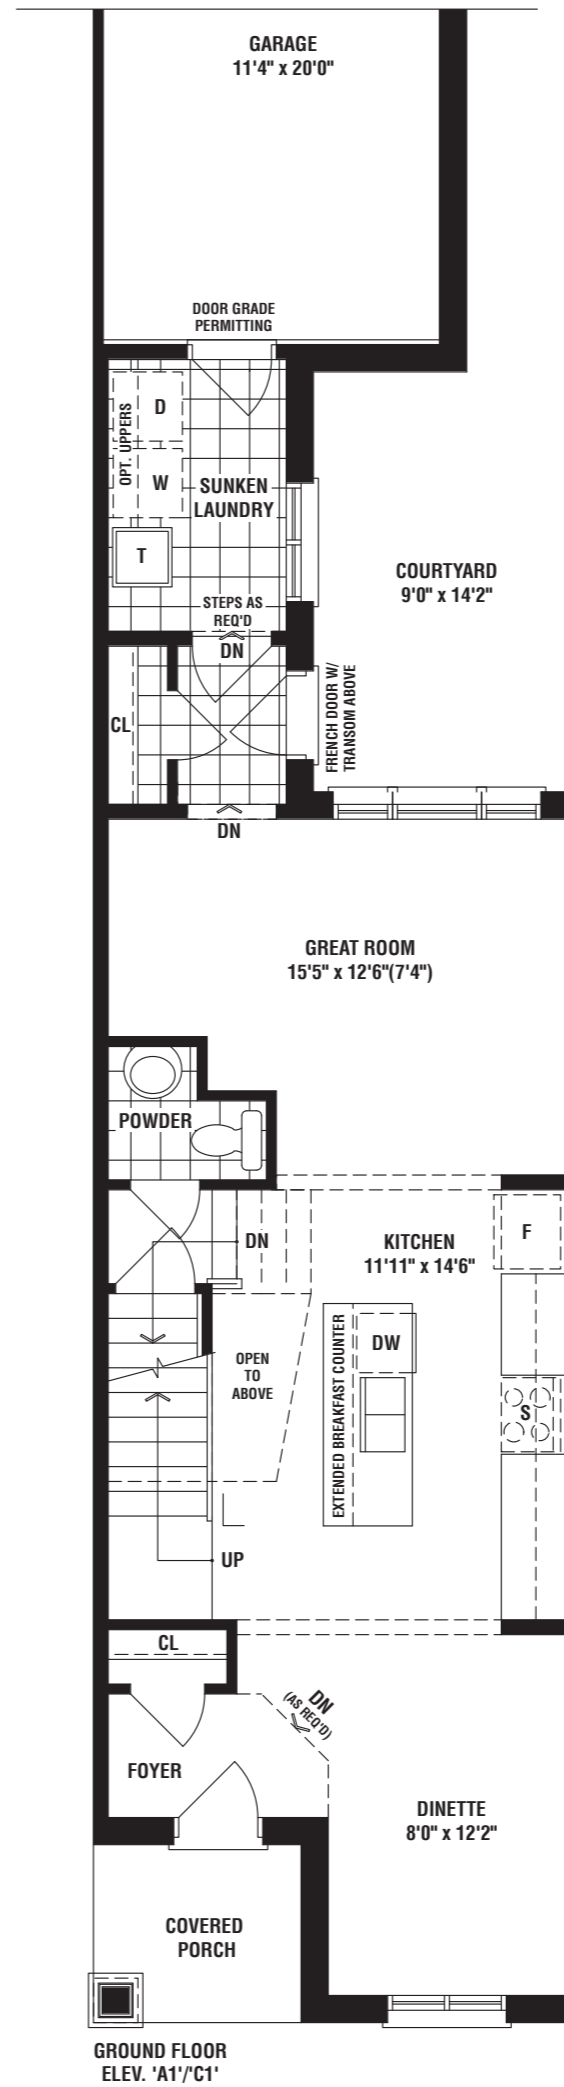 GARAGE
11'4" x 20'0"
DOOR GRADE
PERMITTING
OPT. UPPERS
D
W
T
SUNKEN
LAUNDRY
STEPS AS
REQ'D
DN
CL
COURTYARD
9'0" x 14'2"
FRENCH DOOR W/
TRANSOM ABOVE
DN
GREAT ROOM
15'5" x 12'6"(7'4")
POWDER
DN
KITCHEN
11'11" x 14'6"
F
DW
OPEN
TO
ABOVE
EXTENDED BREAKFAST COUNTER
S
UP
CL
DN
(AS REQ'D)
FOYER
DINETTE
8'0" x 12'2"
COVERED
PORCH
GROUND FLOOR
ELEV. 'A1'/'C1'